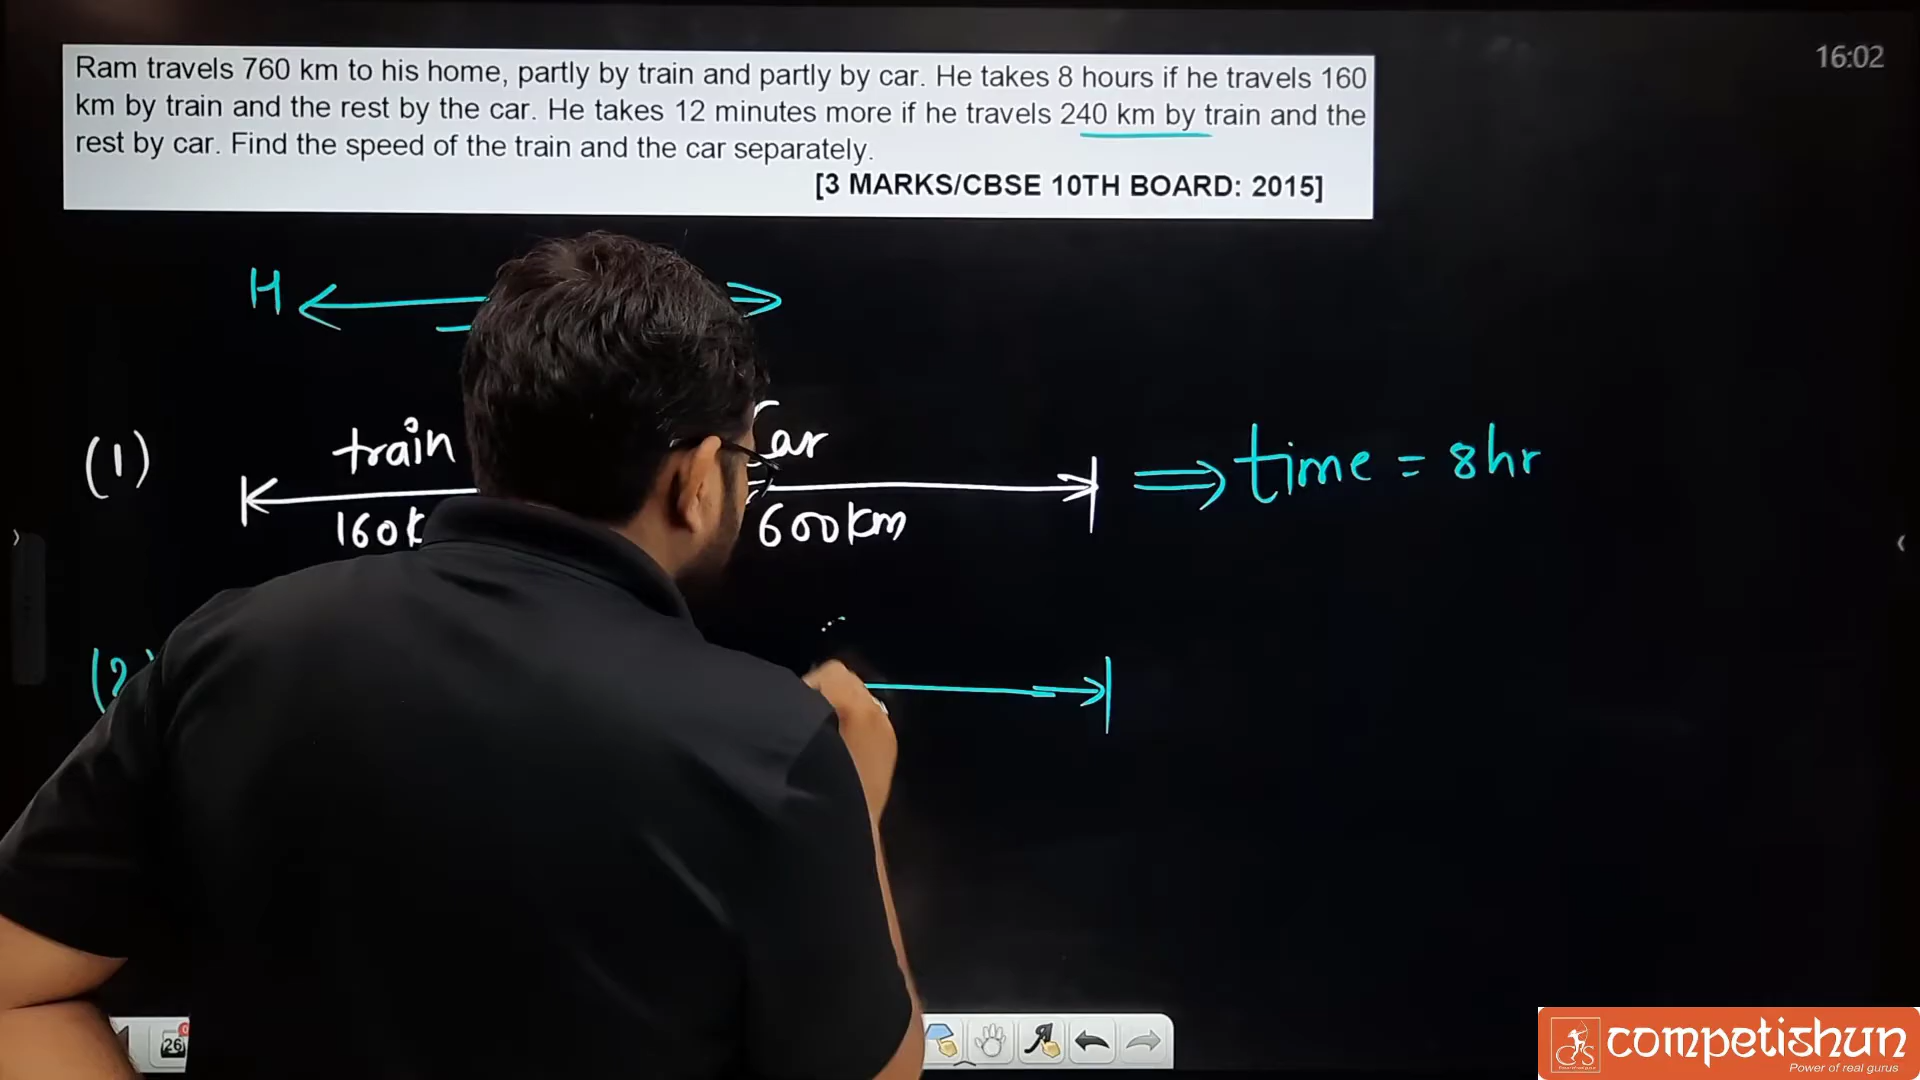 16:02
Ram travels 760 km to his home, partly by train and partly by car. He takes 8 hours if he travels 160
km by train and the rest by the car. He takes 12 minutes more if he travels 240 km by train and the
rest by car. Find the speed of the train and the car separately.
[3 MARKS/CBSE 10TH BOARD: 2015]
H
(1) train Car ⇒ time = 8hr
160k 600km
(2)
26
competishun
Power of real gurus